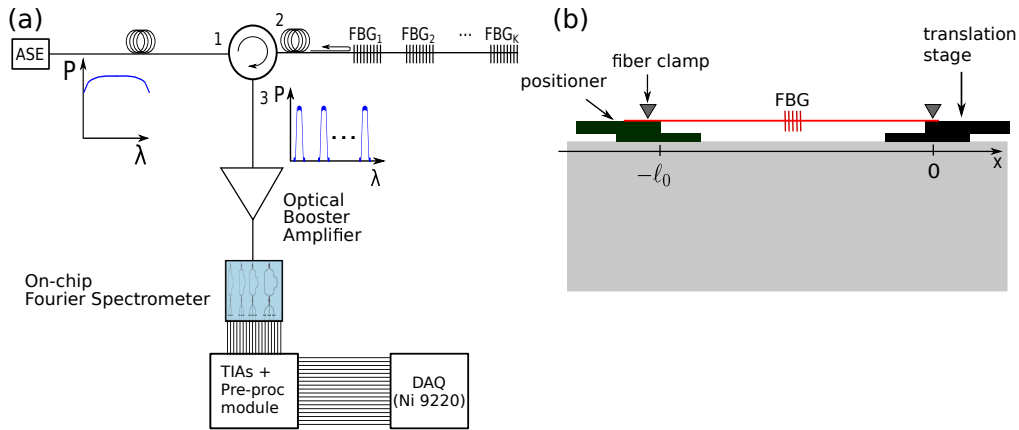 (a)
ASE
1
2
3
FBG₁
FBG₂
...
FBG_K
P
λ
P
...
λ
Optical
Booster
Amplifier
On-chip
Fourier Spectrometer
TIAs +
Pre-proc
module
DAQ
(Ni 9220)
(b)
positioner
fiber clamp
FBG
translation
stage
−ℓ₀
0
x